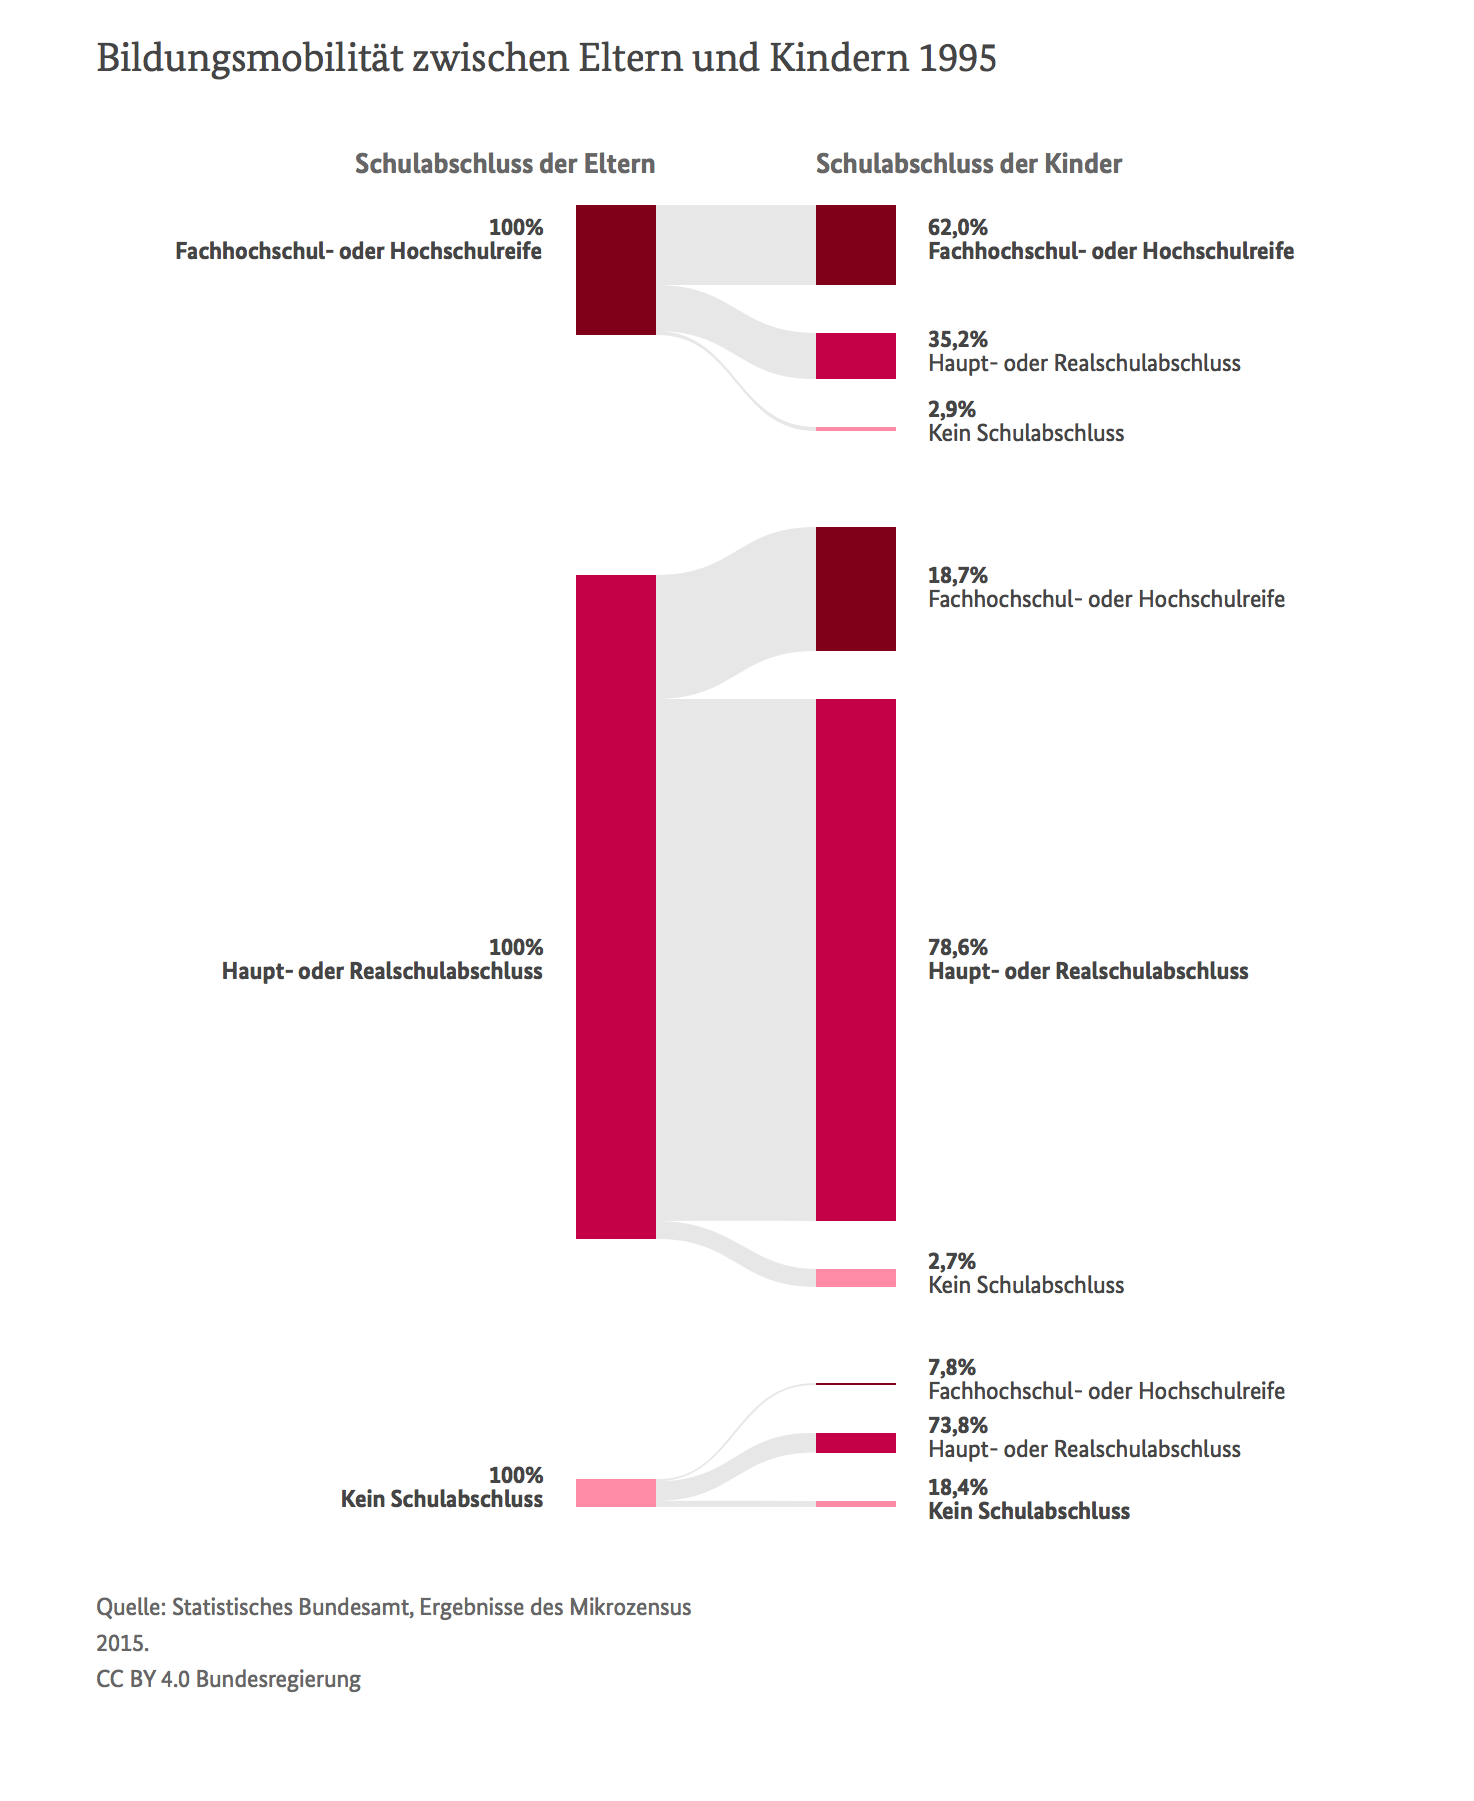 Bildungsmobilität zwischen Eltern und Kindern 1995
Schulabschluss der Eltern
Schulabschluss der Kinder
100%
Fachhochschul- oder Hochschulreife
62,0%
Fachhochschul- oder Hochschulreife
35,2%
Haupt- oder Realschulabschluss
2,9%
Kein Schulabschluss
18,7%
Fachhochschul- oder Hochschulreife
100%
Haupt- oder Realschulabschluss
78,6%
Haupt- oder Realschulabschluss
2,7%
Kein Schulabschluss
7,8%
Fachhochschul- oder Hochschulreife
73,8%
Haupt- oder Realschulabschluss
100%
Kein Schulabschluss
18,4%
Kein Schulabschluss
Quelle: Statistisches Bundesamt, Ergebnisse des Mikrozensus
2015.
CC BY 4.0 Bundesregierung